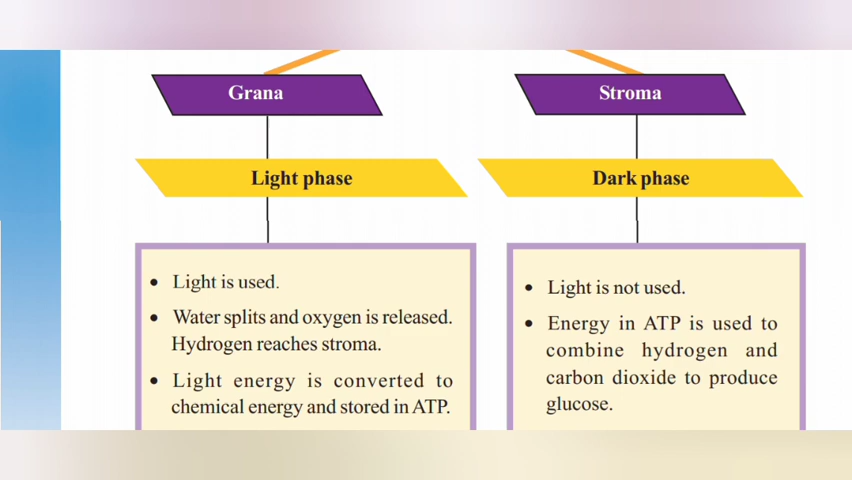 Grana
Stroma
Light phase
Dark phase
• Light is used.
• Water splits and oxygen is released.
Hydrogen reaches stroma.
• Light energy is converted to
chemical energy and stored in ATP.
• Light is not used.
• Energy in ATP is used to
combine hydrogen and
carbon dioxide to produce
glucose.